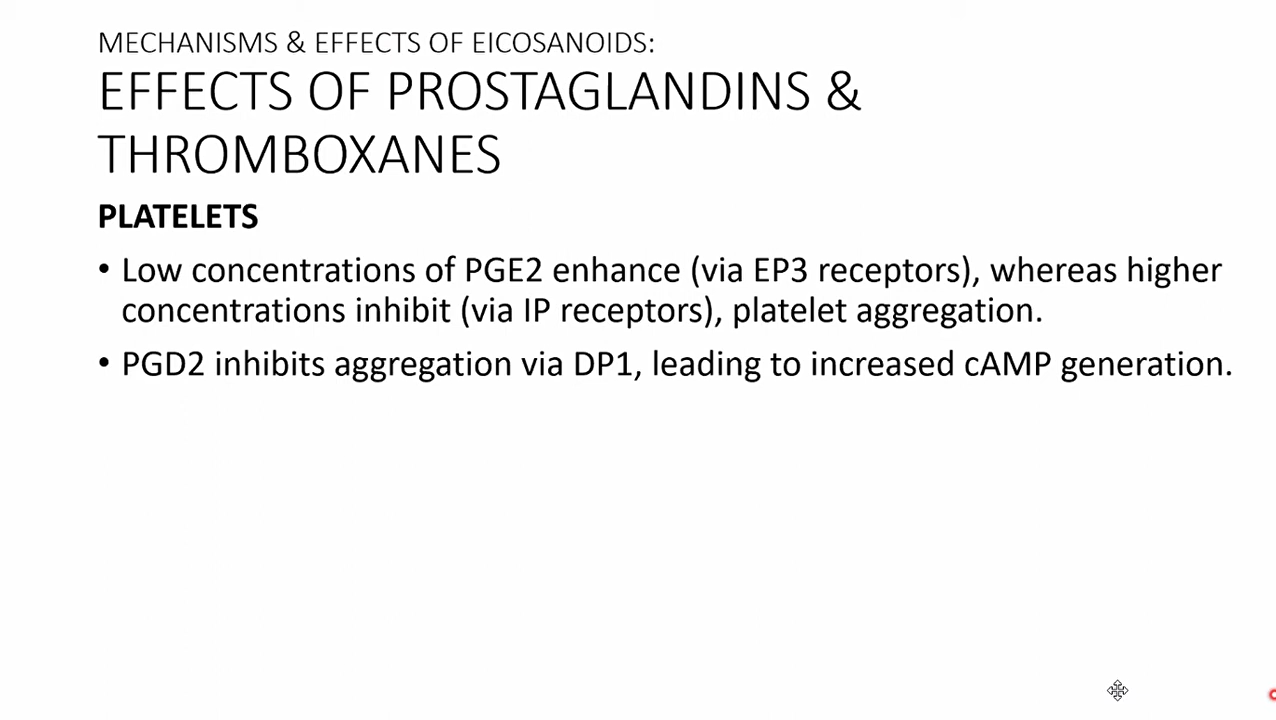 MECHANISMS & EFFECTS OF EICOSANOIDS:
EFFECTS OF PROSTAGLANDINS &
THROMBOXANES
PLATELETS
• Low concentrations of PGE2 enhance (via EP3 receptors), whereas higher
concentrations inhibit (via IP receptors), platelet aggregation.
• PGD2 inhibits aggregation via DP1, leading to increased cAMP generation.